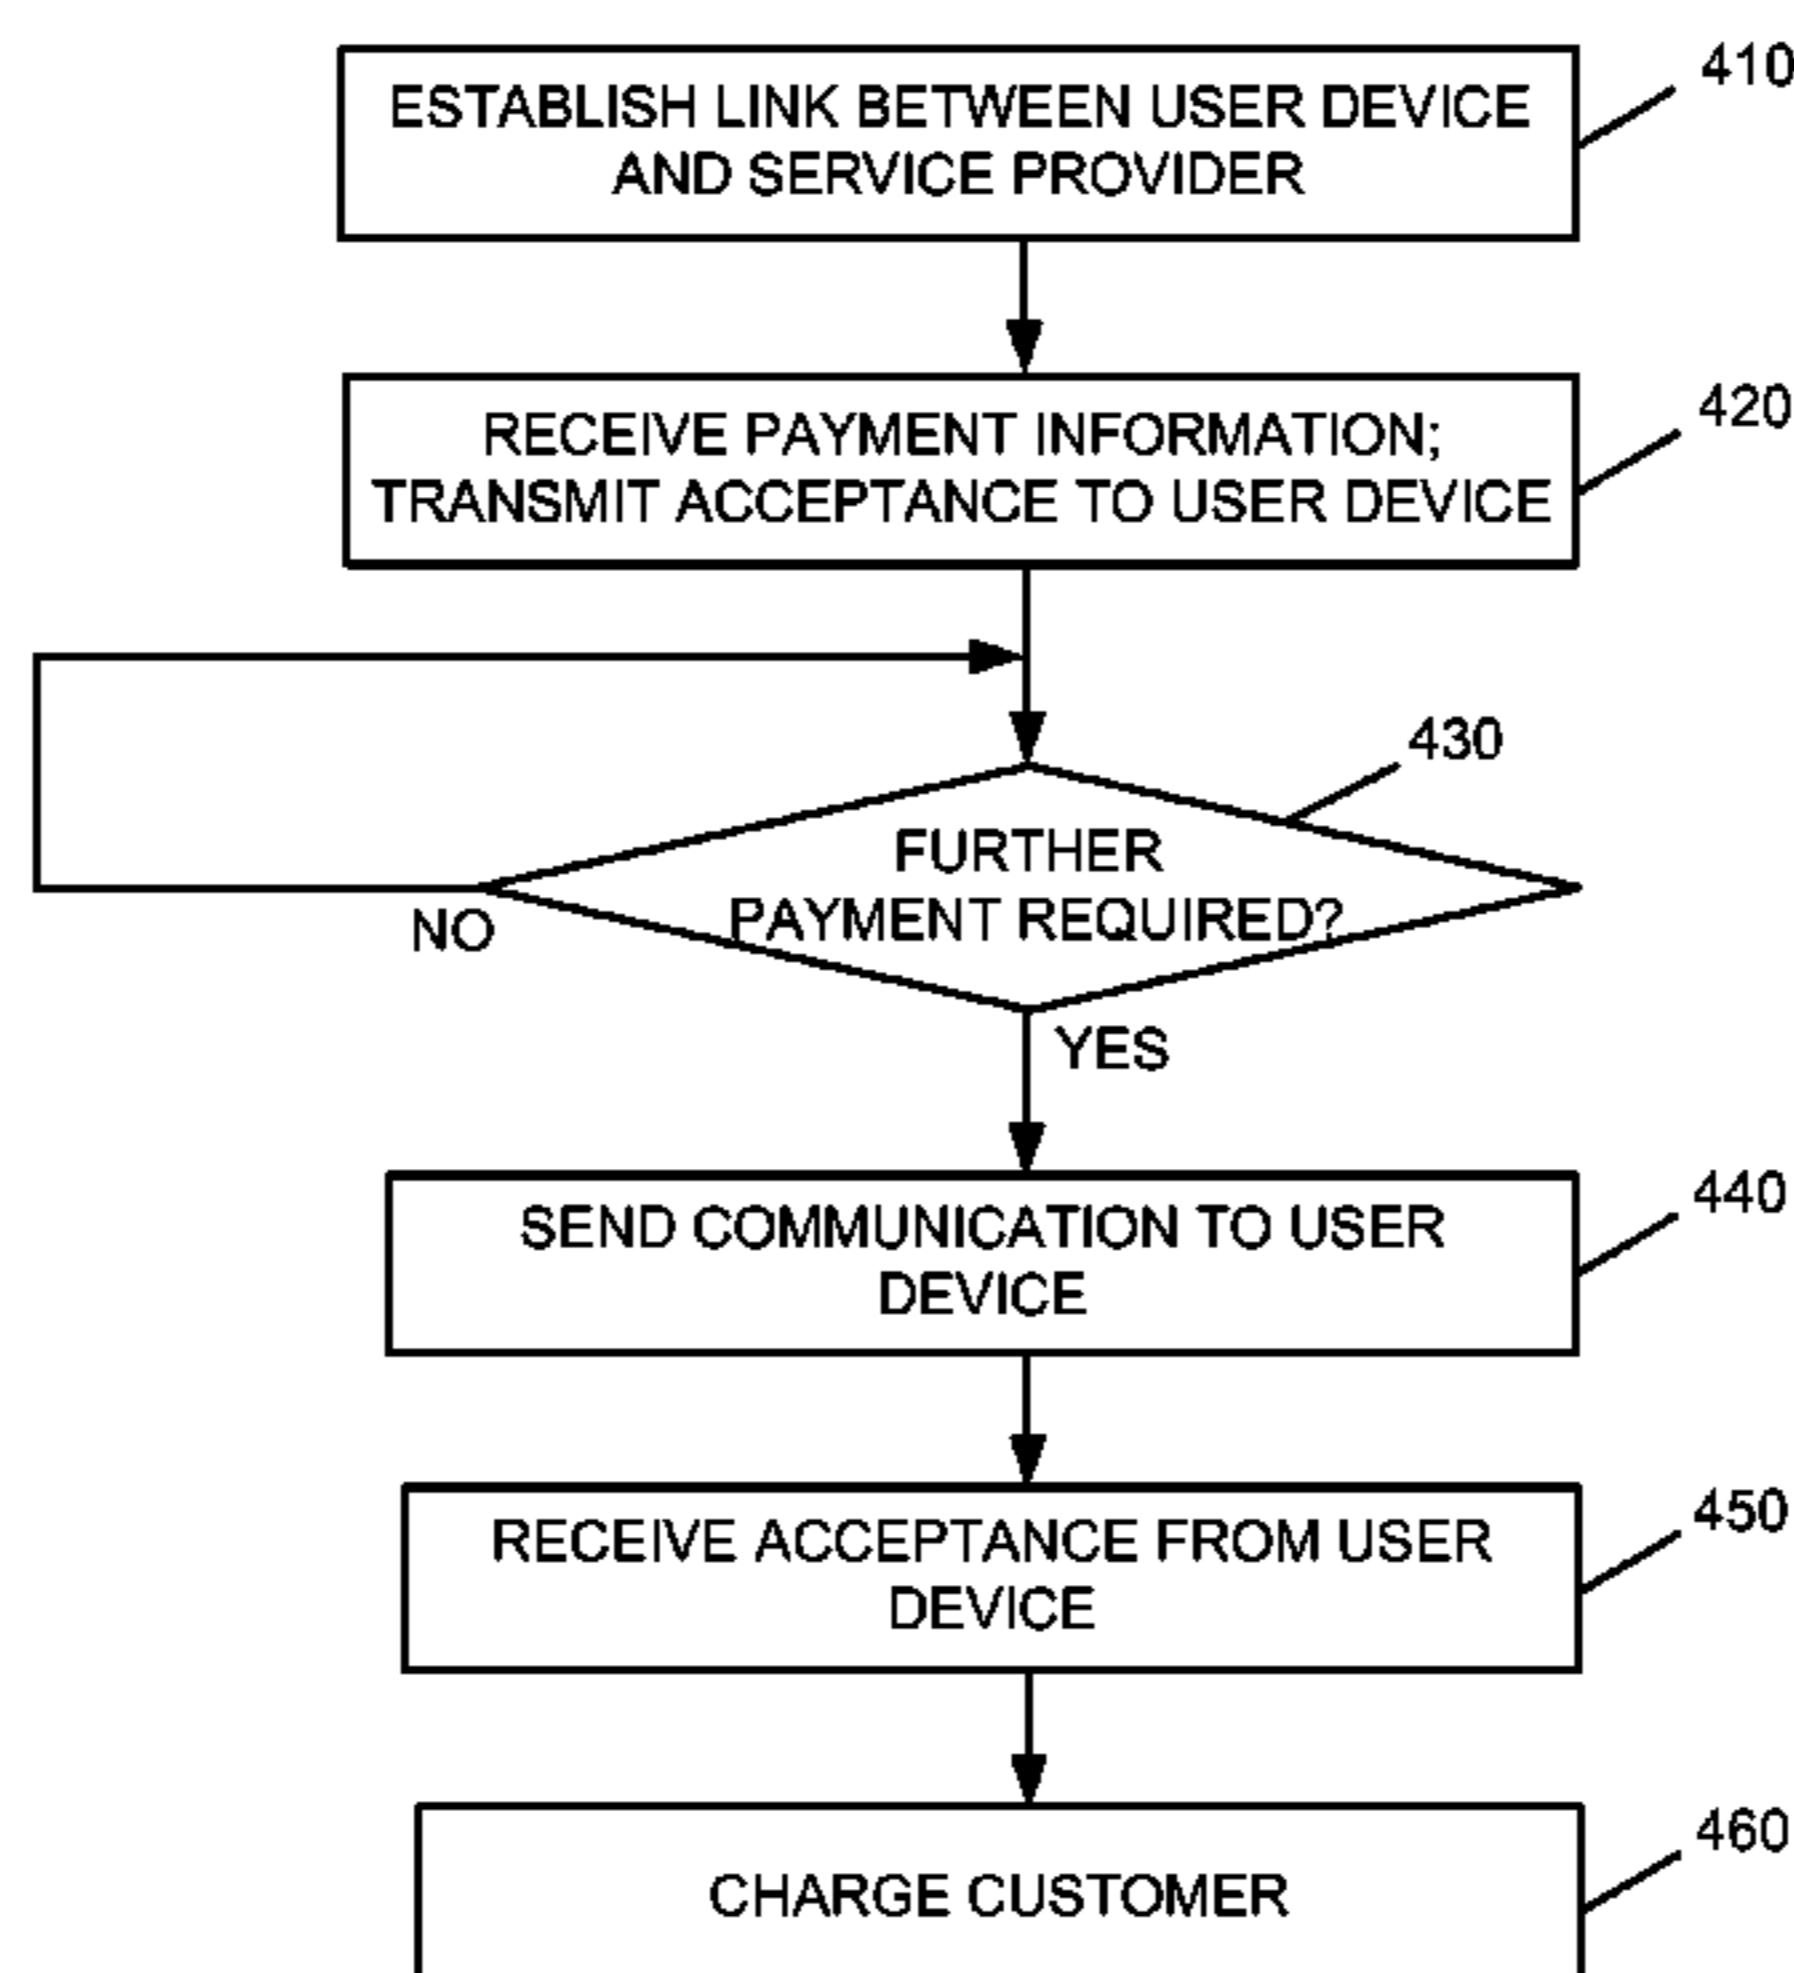 410
ESTABLISH LINK BETWEEN USER DEVICE
AND SERVICE PROVIDER
420
RECEIVE PAYMENT INFORMATION;
TRANSMIT ACCEPTANCE TO USER DEVICE
430
FURTHER
PAYMENT REQUIRED?
NO
YES
440
SEND COMMUNICATION TO USER
DEVICE
450
RECEIVE ACCEPTANCE FROM USER
DEVICE
460
CHARGE CUSTOMER